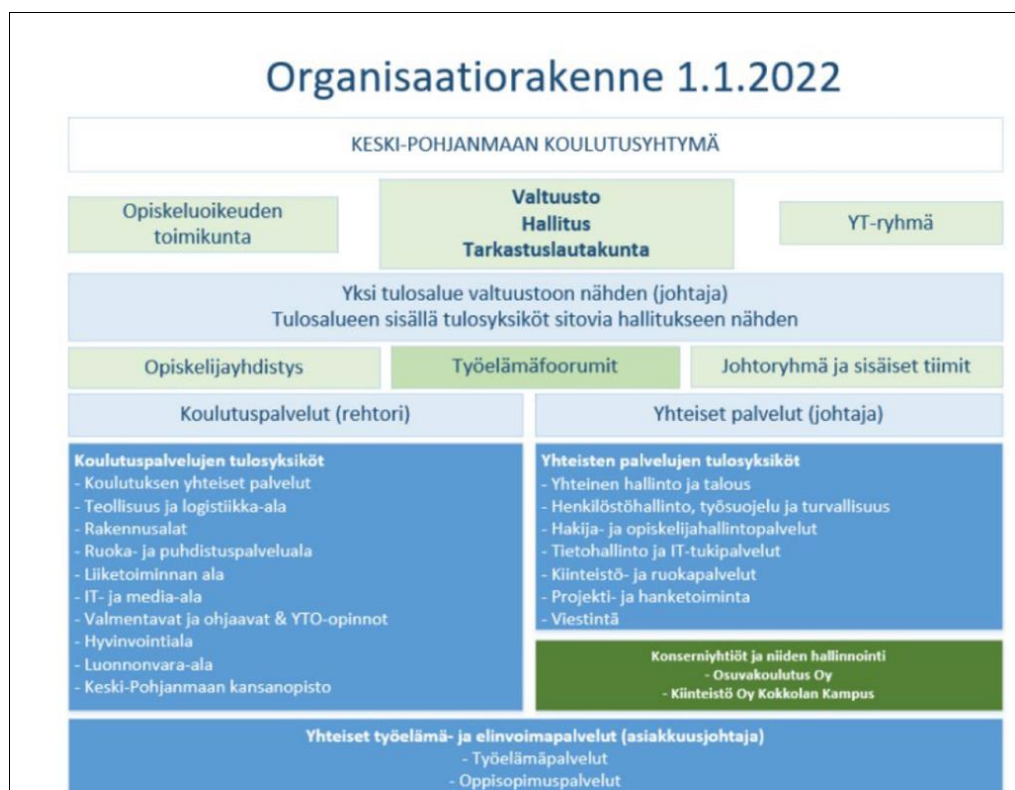 Organisaatiorakenne 1.1.2022
KESKI-POHJANMAAN KOULUTUSYHTYMÄ
Opiskeluoikeuden
toimikunta
Valtuusto
Hallitus
Tarkastuslautakunta
YT-ryhmä
Yksi tulosalue valtuustoon nähden (johtaja)
Tulosalueen sisällä tulosyksiköt sitovia hallitukseen nähden
Opiskelijayhdistys
Työelämäfoorumit
Johtoryhmä ja sisäiset tiimit
Koulutuspalvelut (rehtori)
Yhteiset palvelut (johtaja)
Koulutuspalvelujen tulosyksiköt
- Koulutuksen yhteiset palvelut
- Teollisuus ja logistiikka-ala
- Rakennusalat
- Ruoka- ja puhdistuspalveluala
- Liiketoiminnan ala
- IT- ja media-ala
- Valmentavat ja ohjaavat & YTO-opinnot
- Hyvinvointiala
- Luonnonvara-ala
- Keski-Pohjanmaan kansanopisto
Yhteisten palvelujen tulosyksiköt
- Yhteinen hallinto ja talous
- Henkilöstöhallinto, työsuojelu ja turvallisuus
- Hakija- ja opiskelijahallintopalvelut
- Tietohallinto ja IT-tukipalvelut
- Kiinteistö- ja ruokapalvelut
- Projekti- ja hanketoiminta
- Viestintä
Konserniyhtiöt ja niiden hallinnointi
- Osuvakoulutus Oy
- Kiinteistö Oy Kokkolan Kampus
Yhteiset työelämä- ja elinvoimapalvelut (asiakkuusjohtaja)
- Työelämäpalvelut
- Oppisopimuspalvelut